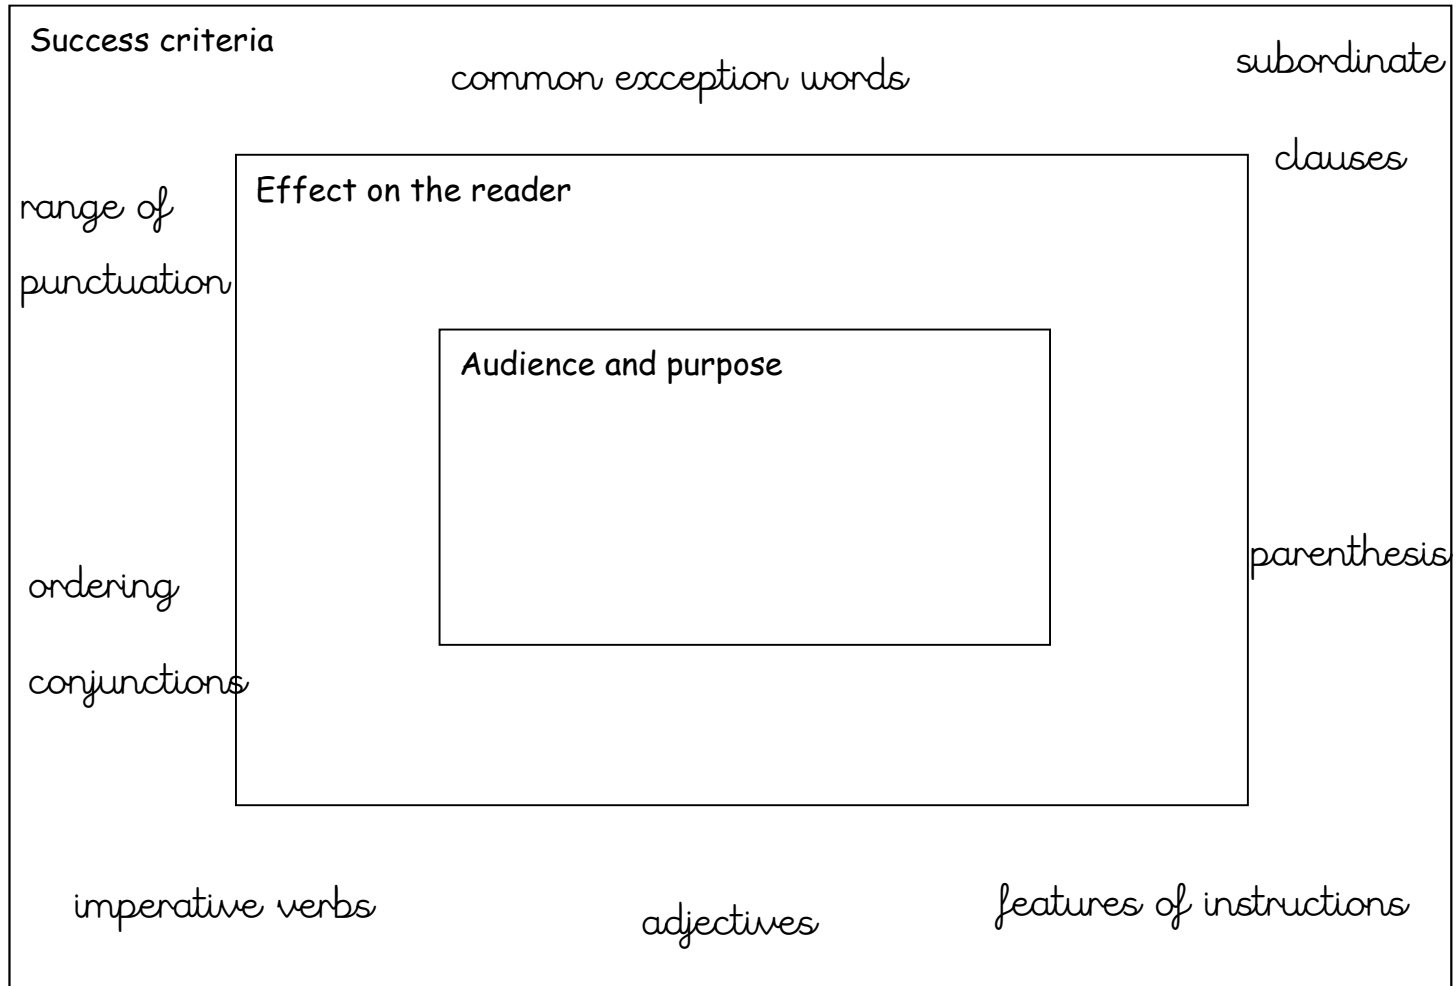 Success criteria
common exception words
subordinate
clauses
range of
punctuation
Effect on the reader
Audience and purpose
ordering
conjunctions
parenthesis
imperative verbs
adjectives
features of instructions